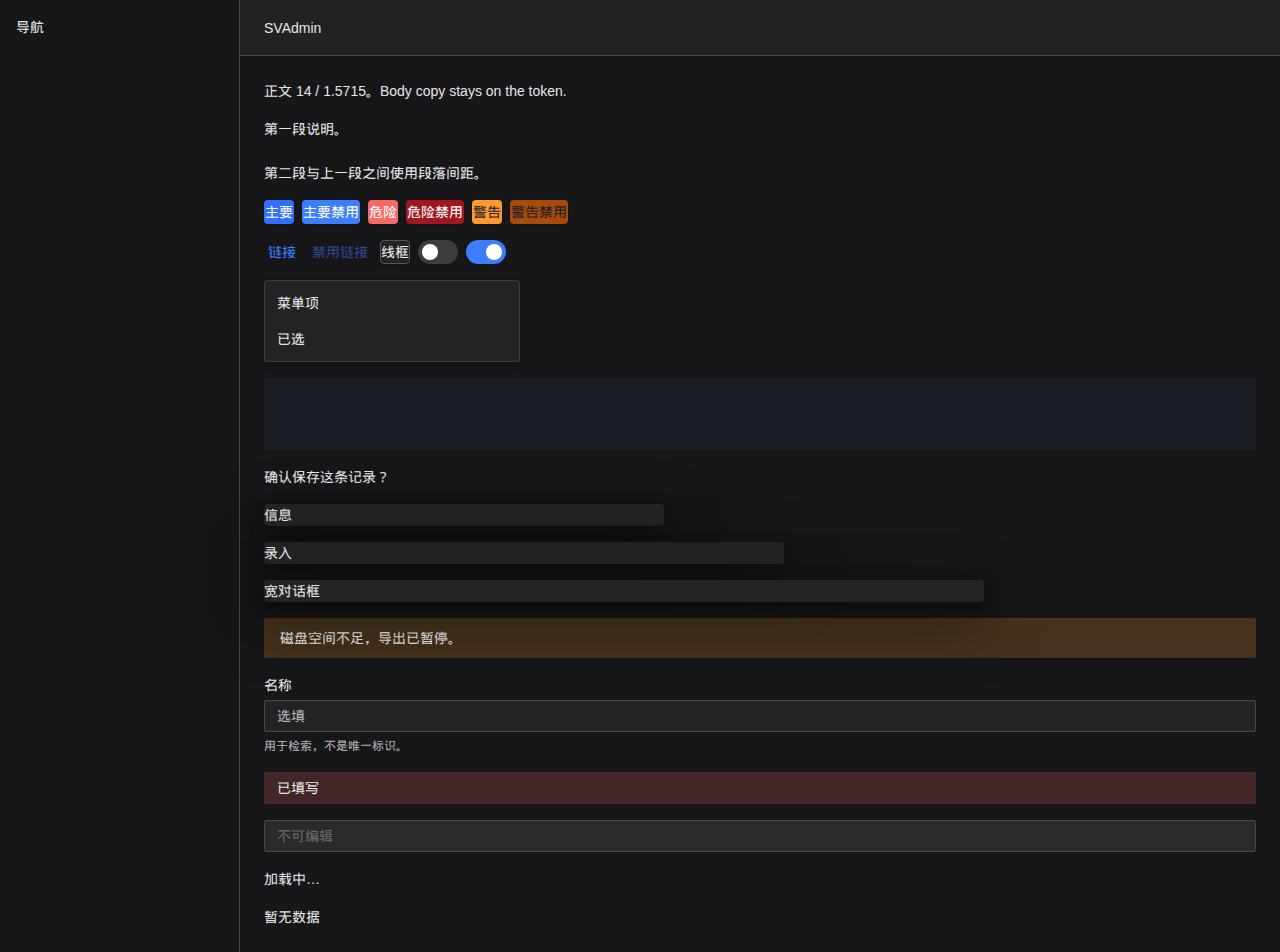 导航
SVAdmin
正文 14 / 1.5715。Body copy stays on the token.
第一段说明。
第二段与上一段之间使用段落间距。
主要 主要禁用 危险 危险禁用 警告 警告禁用
链接 禁用链接 线框
菜单项
已选
确认保存这条记录？
信息
录入
宽对话框
磁盘空间不足，导出已暂停。
名称
选填
用于检索，不是唯一标识。
已填写
不可编辑
加载中…
暂无数据